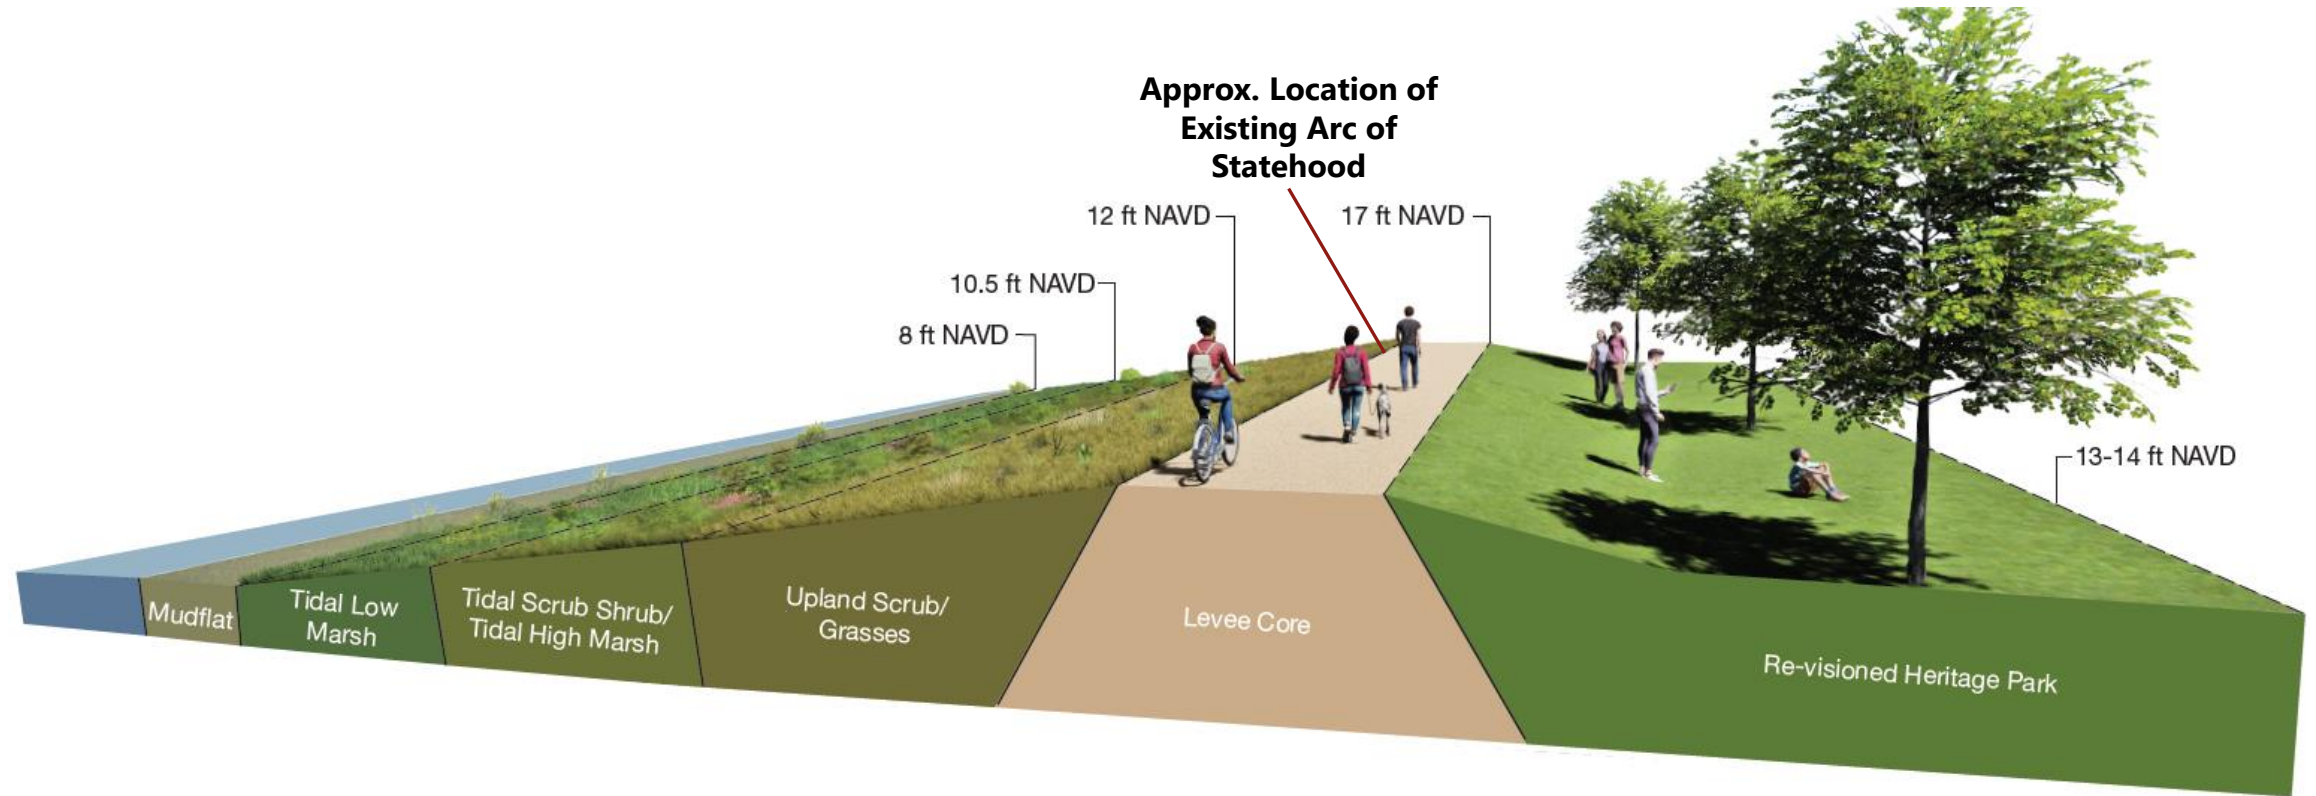 Approx. Location of
Existing Arc of
Statehood
12 ft NAVD
17 ft NAVD
10.5 ft NAVD
8 ft NAVD
13-14 ft NAVD
Mudflat
Tidal Low
Marsh
Tidal Scrub Shrub/
Tidal High Marsh
Upland Scrub/
Grasses
Levee Core
Re-visioned Heritage Park